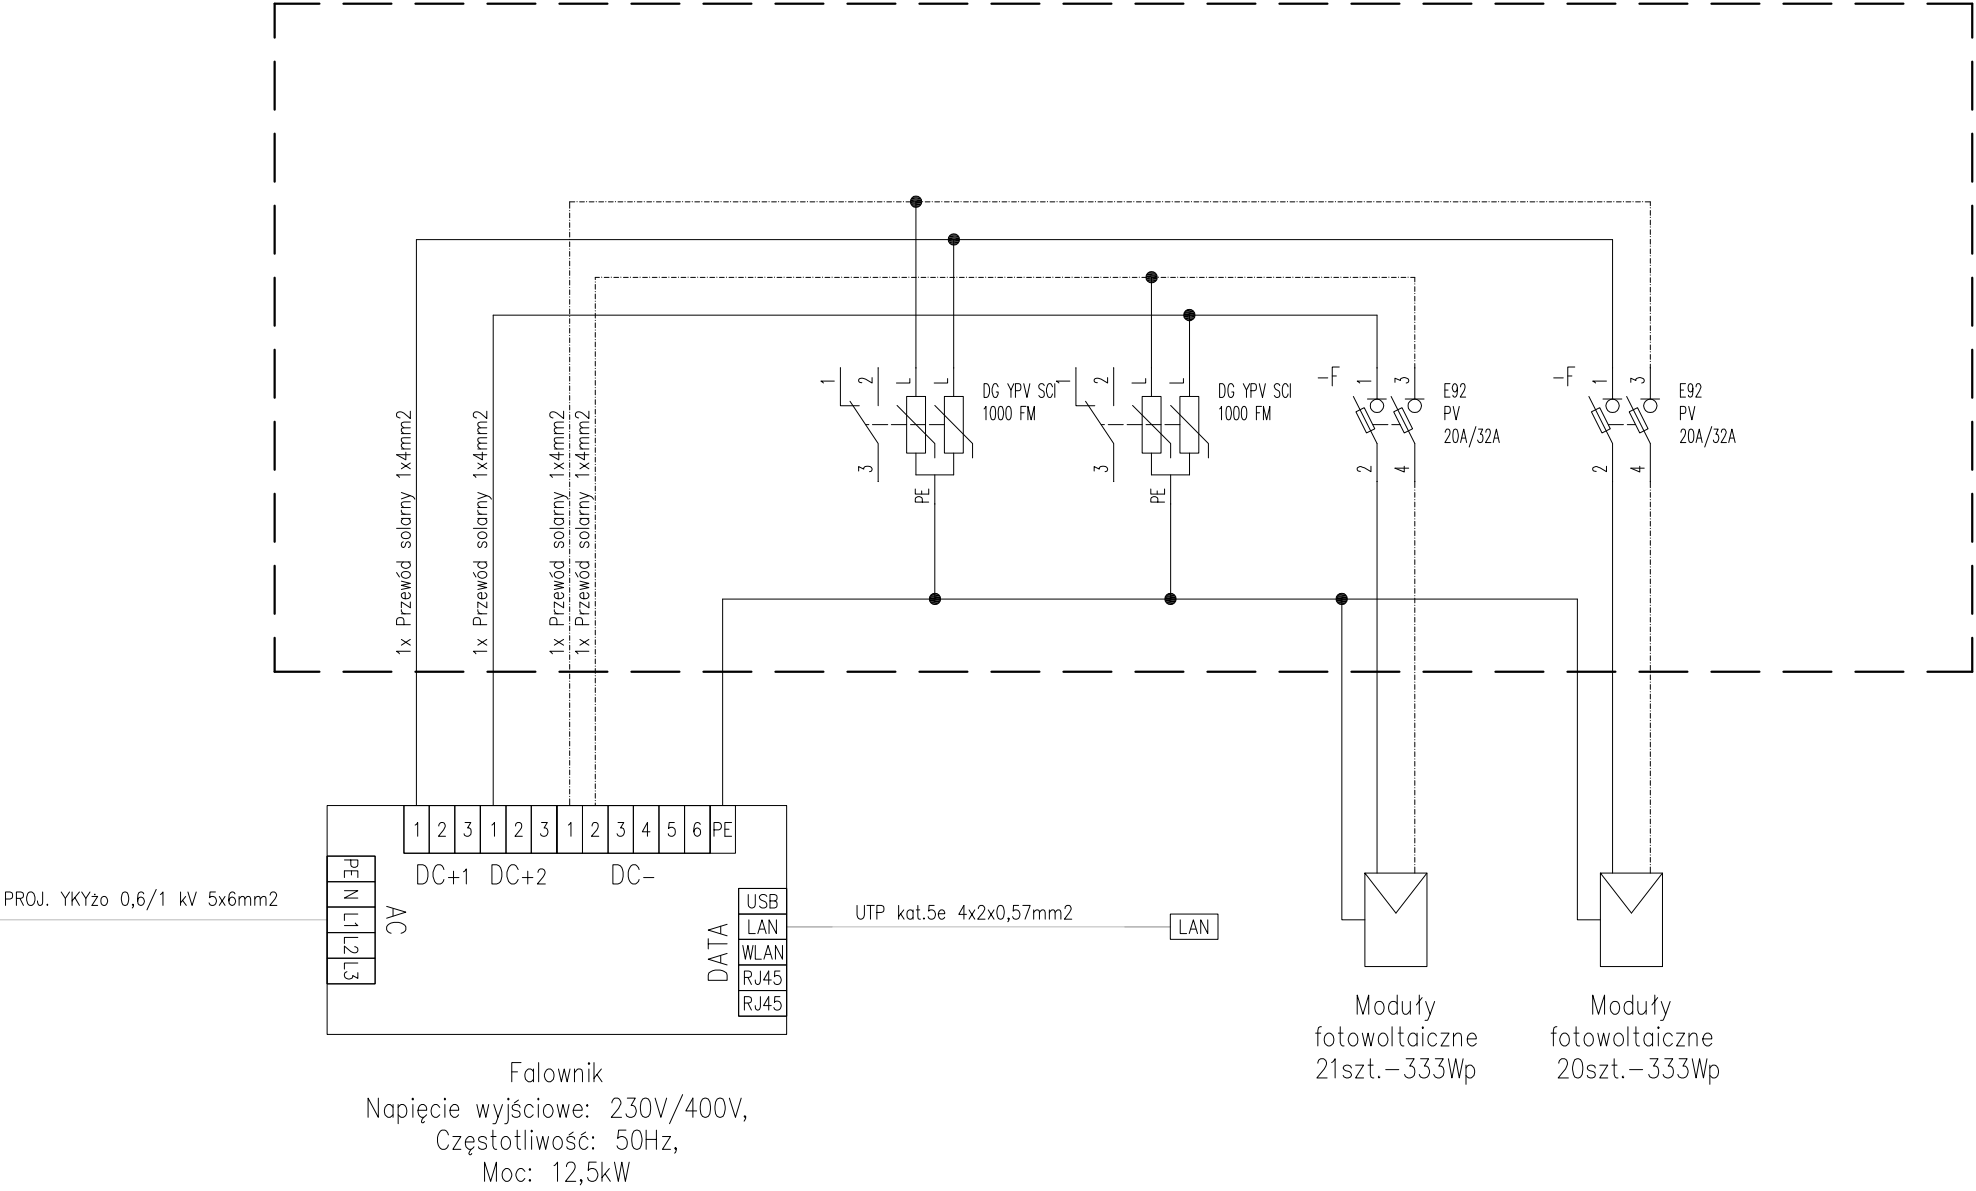 1 2 L L
DG YPV SCI
1000 FM
3
PE
1 2 L L
DG YPV SCI
1000 FM
3
PE
-F 1 3
E92
PV
20A/32A
2 4
-F 1 3
E92
PV
20A/32A
2 4
1x Przewód solarny 1x4mm2
1x Przewód solarny 1x4mm2
1x Przewód solarny 1x4mm2
1x Przewód solarny 1x4mm2
1 2 3 1 2 3 1 2 3 4 5 6 PE
DC+1 DC+2 DC-
PROJ. YKYżo 0,6/1 kV 5x6mm2
PE
N
L1
L2
L3
AC
DATA
USB
LAN
WLAN
RJ45
RJ45
UTP kat.5e 4x2x0,57mm2
LAN
Moduły
fotowoltaiczne
21szt.-333Wp
Moduły
fotowoltaiczne
20szt.-333Wp
Falownik
Napięcie wyjściowe: 230V/400V,
Częstotliwość: 50Hz,
Moc: 12,5kW